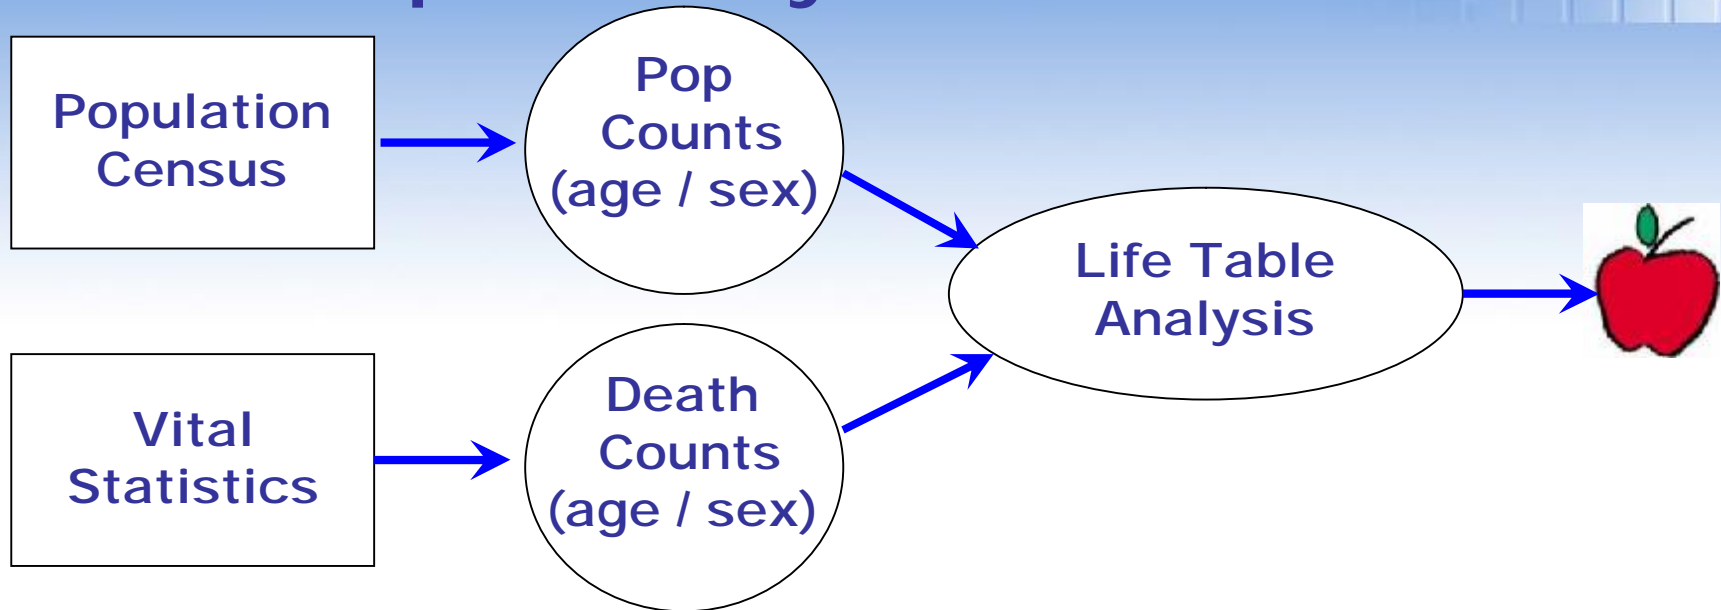 Population
Census
Pop
Counts
(age / sex)
Life Table
Analysis
Vital
Statistics
Death
Counts
(age / sex)